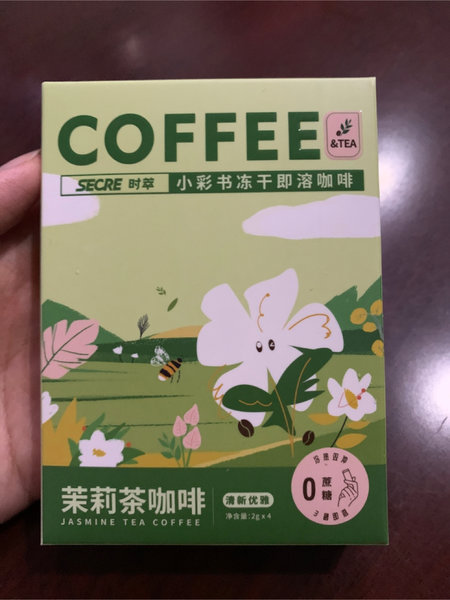 COFFEE
&TEA
SECRE 时萃
小彩书冻干即溶咖啡
茉莉茶咖啡
JASMINE TEA COFFEE
清新优雅
净含量:2g x 4
0 蔗糖